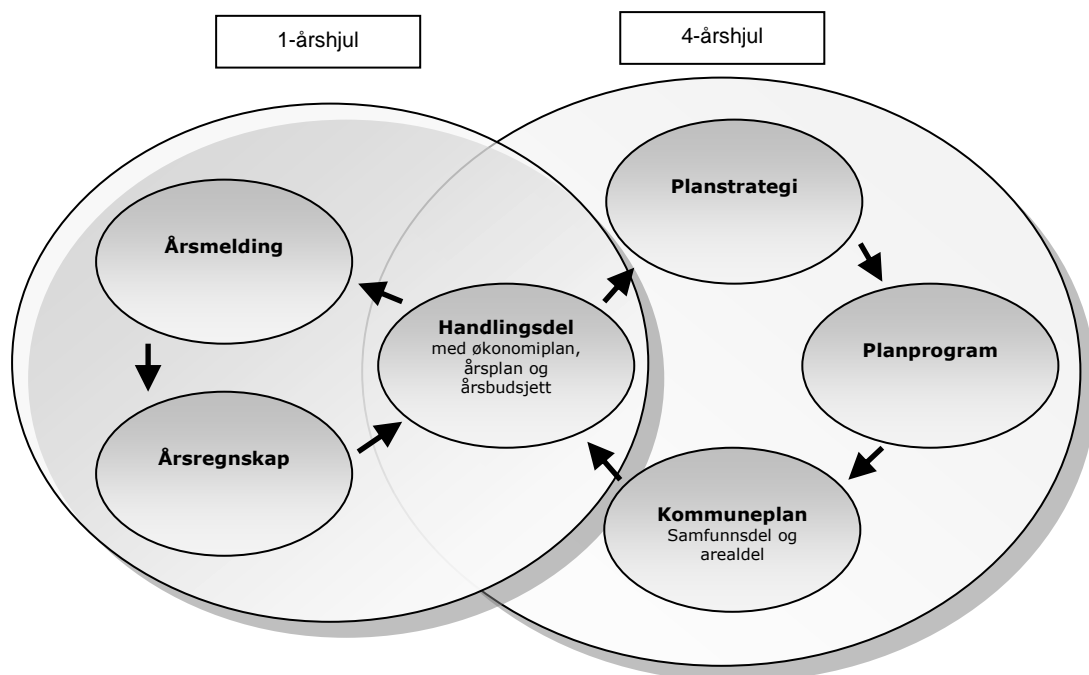 1-årshjul
4-årshjul
Planstrategi
Årsmelding
Handlingsdel
med økonomiplan,
årsplan og
årsbudsjett
Planprogram
Årsregnskap
Kommuneplan
Samfunnsdel og
arealdel